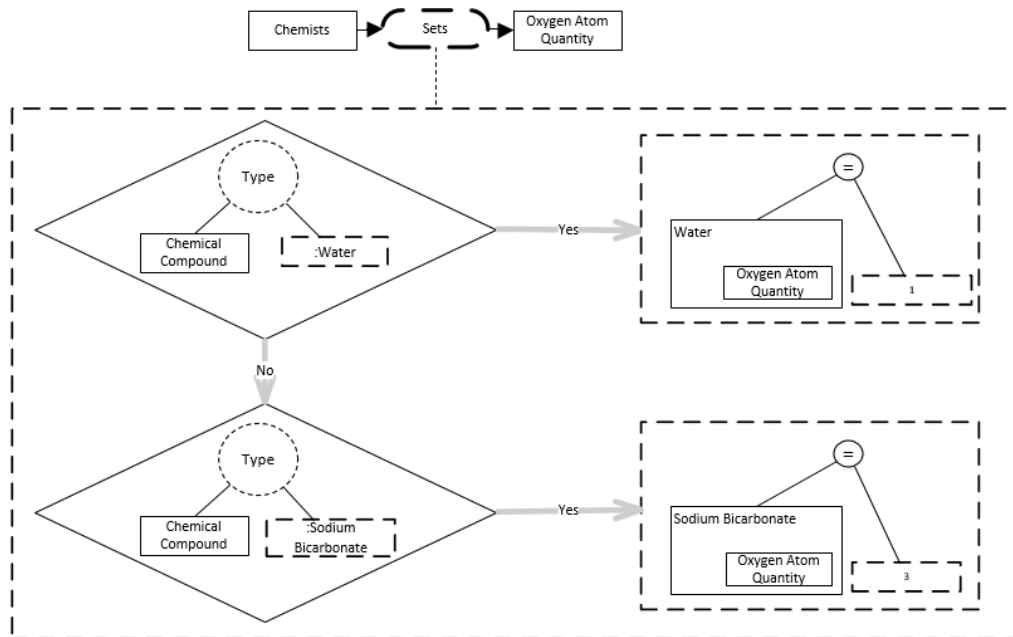 Chemists
Sets
Oxygen Atom
Quantity
Type
Chemical
Compound
:Water
Yes
=
Water
Oxygen Atom
Quantity
1
No
Type
Chemical
Compound
:Sodium
Bicarbonate
Yes
=
Sodium Bicarbonate
Oxygen Atom
Quantity
3